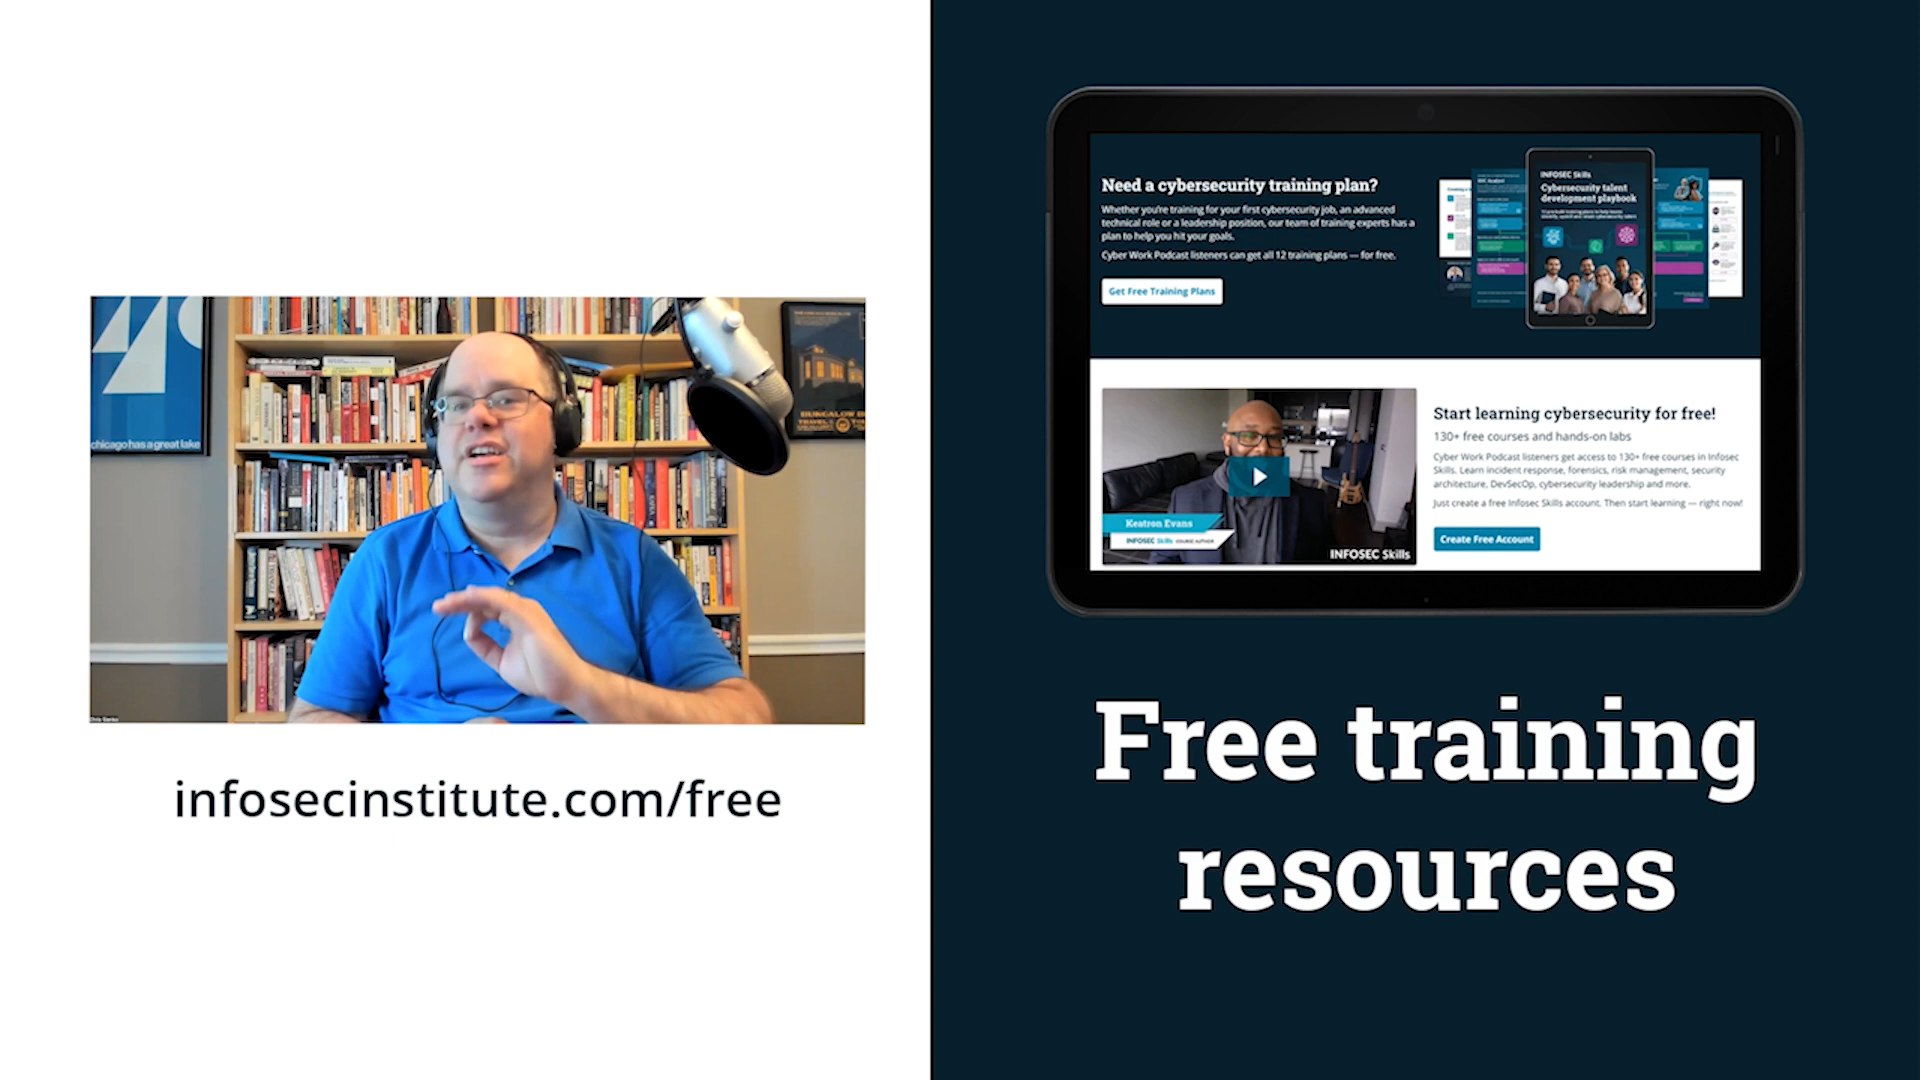 chicago has a great lake
BUNGALOW
infosecinstitute.com/free
Need a cybersecurity training plan?
Whether you're training for your first cybersecurity job, an advanced
technical role or a leadership position, our team of training experts has a
plan to help you hit your goals.
Cyber Work Podcast listeners can get all 12 training plans — for free.
Get Free Training Plans
INFOSEC Skills
Cybersecurity talent
development playbook
Keatron Evans
INFOSEC Skills COURSE AUTHOR
INFOSEC Skills
Start learning cybersecurity for free!
130+ free courses and hands-on labs
Cyber Work Podcast listeners get access to 130+ free courses in Infosec
Skills. Learn incident response, forensics, risk management, security
architecture, DevSecOp, cybersecurity leadership and more.
Just create a free Infosec Skills account. Then start learning — right now!
Create Free Account
Free training
resources